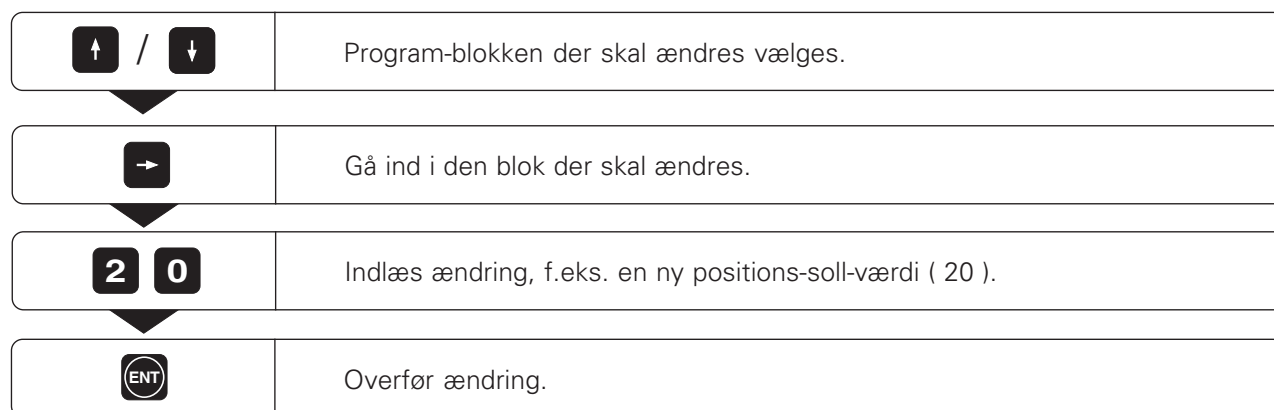 / Program-blokken der skal ændres vælges.
Gå ind i den blok der skal ændres.
2 0 Indlæs ændring, f.eks. en ny positions-soll-værdi ( 20 ).
ENT Overfør ændring.